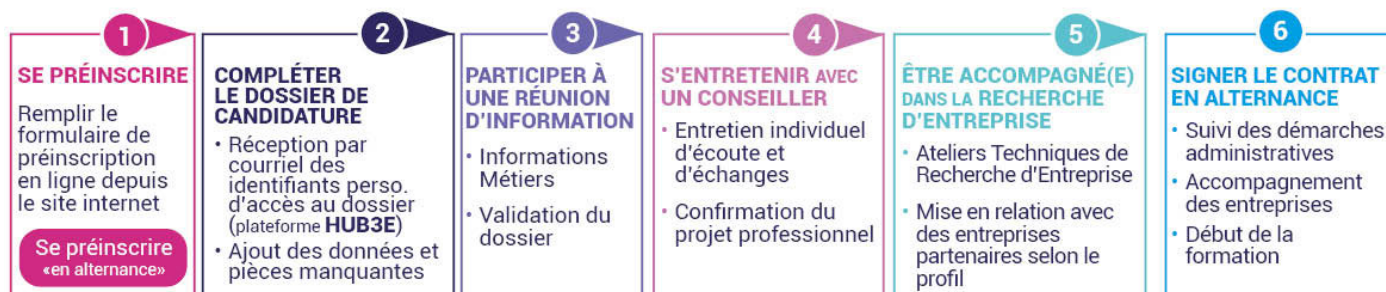 1
SE PRÉINSCRIRE
Remplir le
formulaire de
préinscription
en ligne depuis
le site internet
Se préinscrire
«en alternance»
2
COMPLÉTER
LE DOSSIER DE
CANDIDATURE
• Réception par
courriel des
identifiants perso.
d'accès au dossier
(plateforme HUB3E)
• Ajout des données et
pièces manquantes
3
PARTICIPER À
UNE RÉUNION
D'INFORMATION
• Informations
Métiers
• Validation du
dossier
4
S'ENTRETENIR AVEC
UN CONSEILLER
• Entretien individuel
d'écoute et
d'échanges
• Confirmation du
projet professionnel
5
ÊTRE ACCOMPAGNÉ(E)
DANS LA RECHERCHE
D'ENTREPRISE
• Ateliers Techniques de
Recherche d'Entreprise
• Mise en relation avec
des entreprises
partenaires selon le
profil
6
SIGNER LE CONTRAT
EN ALTERNANCE
• Suivi des démarches
administratives
• Accompagnement
des entreprises
• Début de la
formation